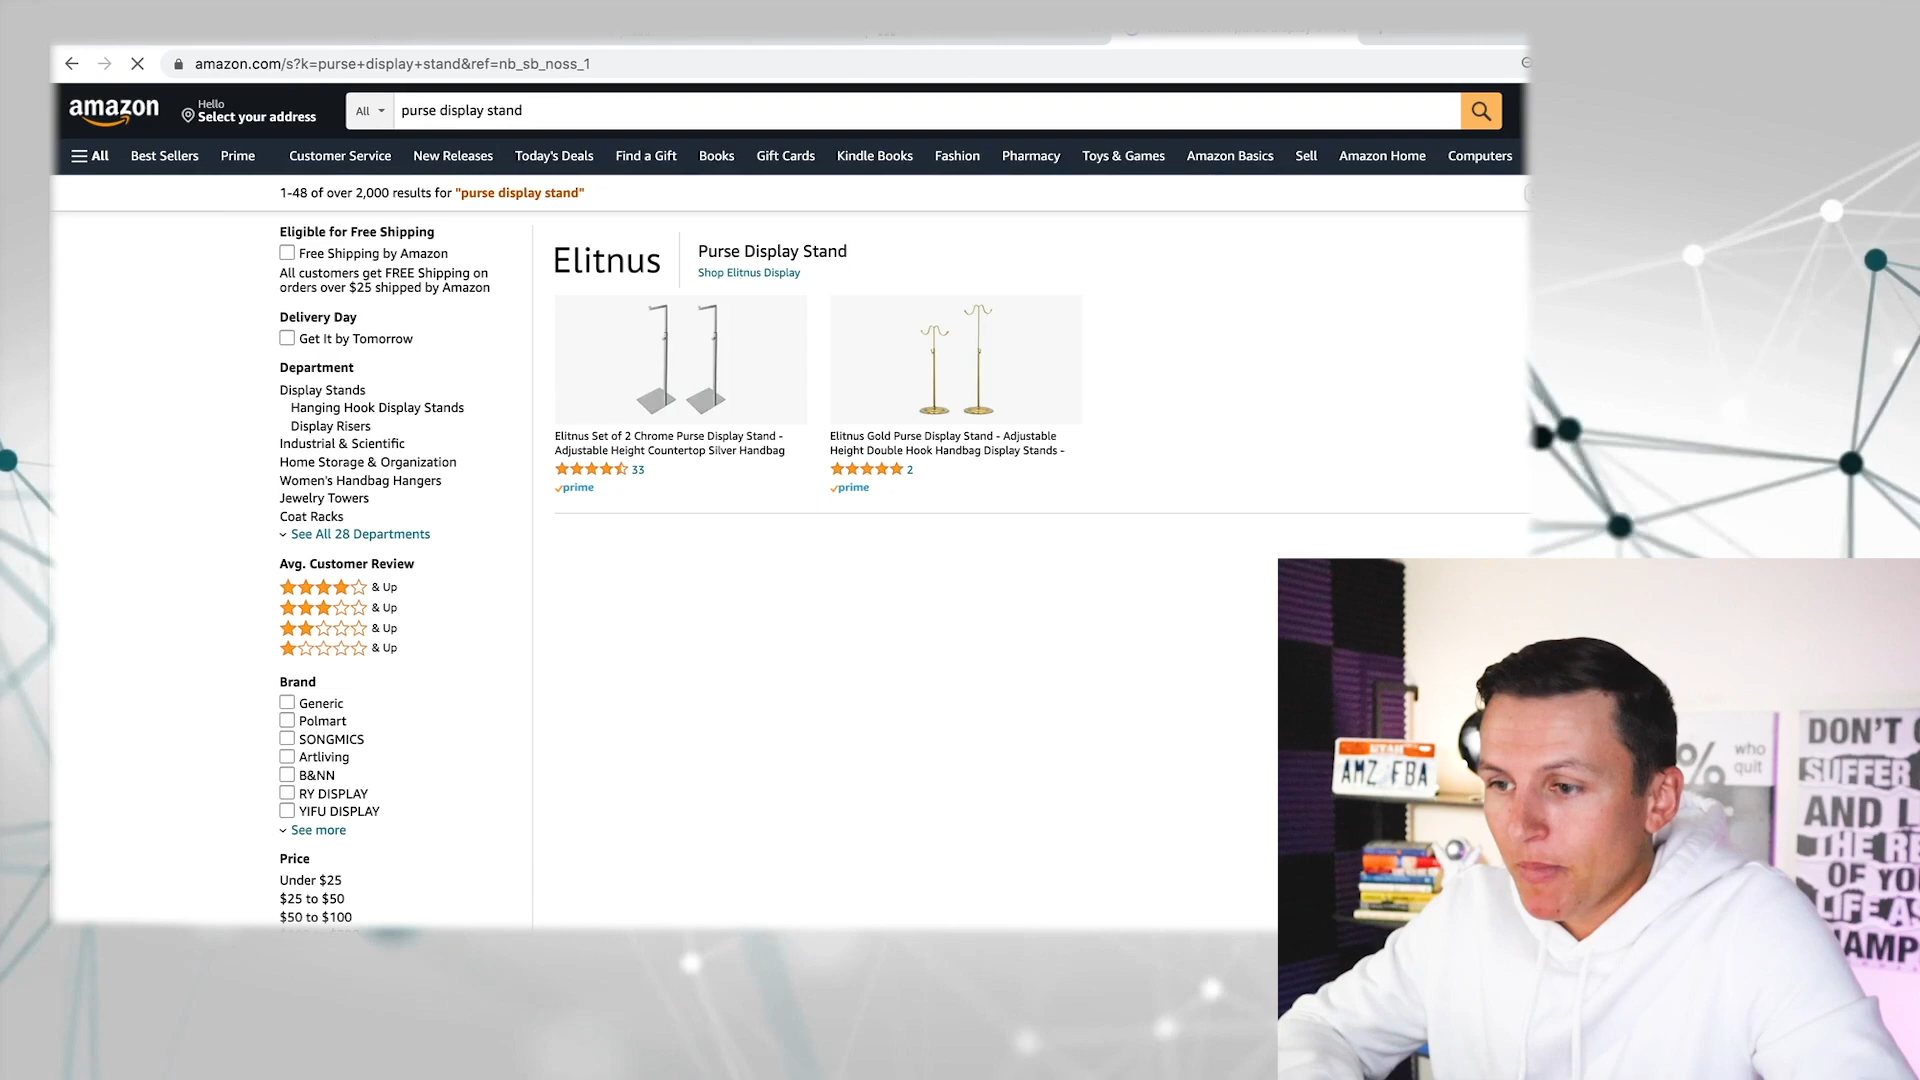 amazon.com/s?k=purse+display+stand&ref=nb_sb_noss_1
amazon
Hello
Select your address
All
purse display stand
All
Best Sellers
Prime
Customer Service
New Releases
Today's Deals
Find a Gift
Books
Gift Cards
Kindle Books
Fashion
Pharmacy
Toys & Games
Amazon Basics
Sell
Amazon Home
Computers
1-48 of over 2,000 results for "purse display stand"
Eligible for Free Shipping
Free Shipping by Amazon
All customers get FREE Shipping on
orders over $25 shipped by Amazon
Delivery Day
Get It by Tomorrow
Department
Display Stands
Hanging Hook Display Stands
Display Risers
Industrial & Scientific
Home Storage & Organization
Women's Handbag Hangers
Jewelry Towers
Coat Racks
See All 28 Departments
Avg. Customer Review
& Up
& Up
& Up
& Up
Brand
Generic
Polmart
SONGMICS
Artliving
B&NN
RY DISPLAY
YIFU DISPLAY
See more
Price
Under $25
$25 to $50
$50 to $100
Elitnus
Purse Display Stand
Shop Elitnus Display
Elitnus Set of 2 Chrome Purse Display Stand -
Adjustable Height Countertop Silver Handbag
33
prime
Elitnus Gold Purse Display Stand - Adjustable
Height Double Hook Handbag Display Stands -
2
prime
UTAH
AMZ FBA
% who
quit
DON'T
SUFFER
AND
THE
OF
LIFE